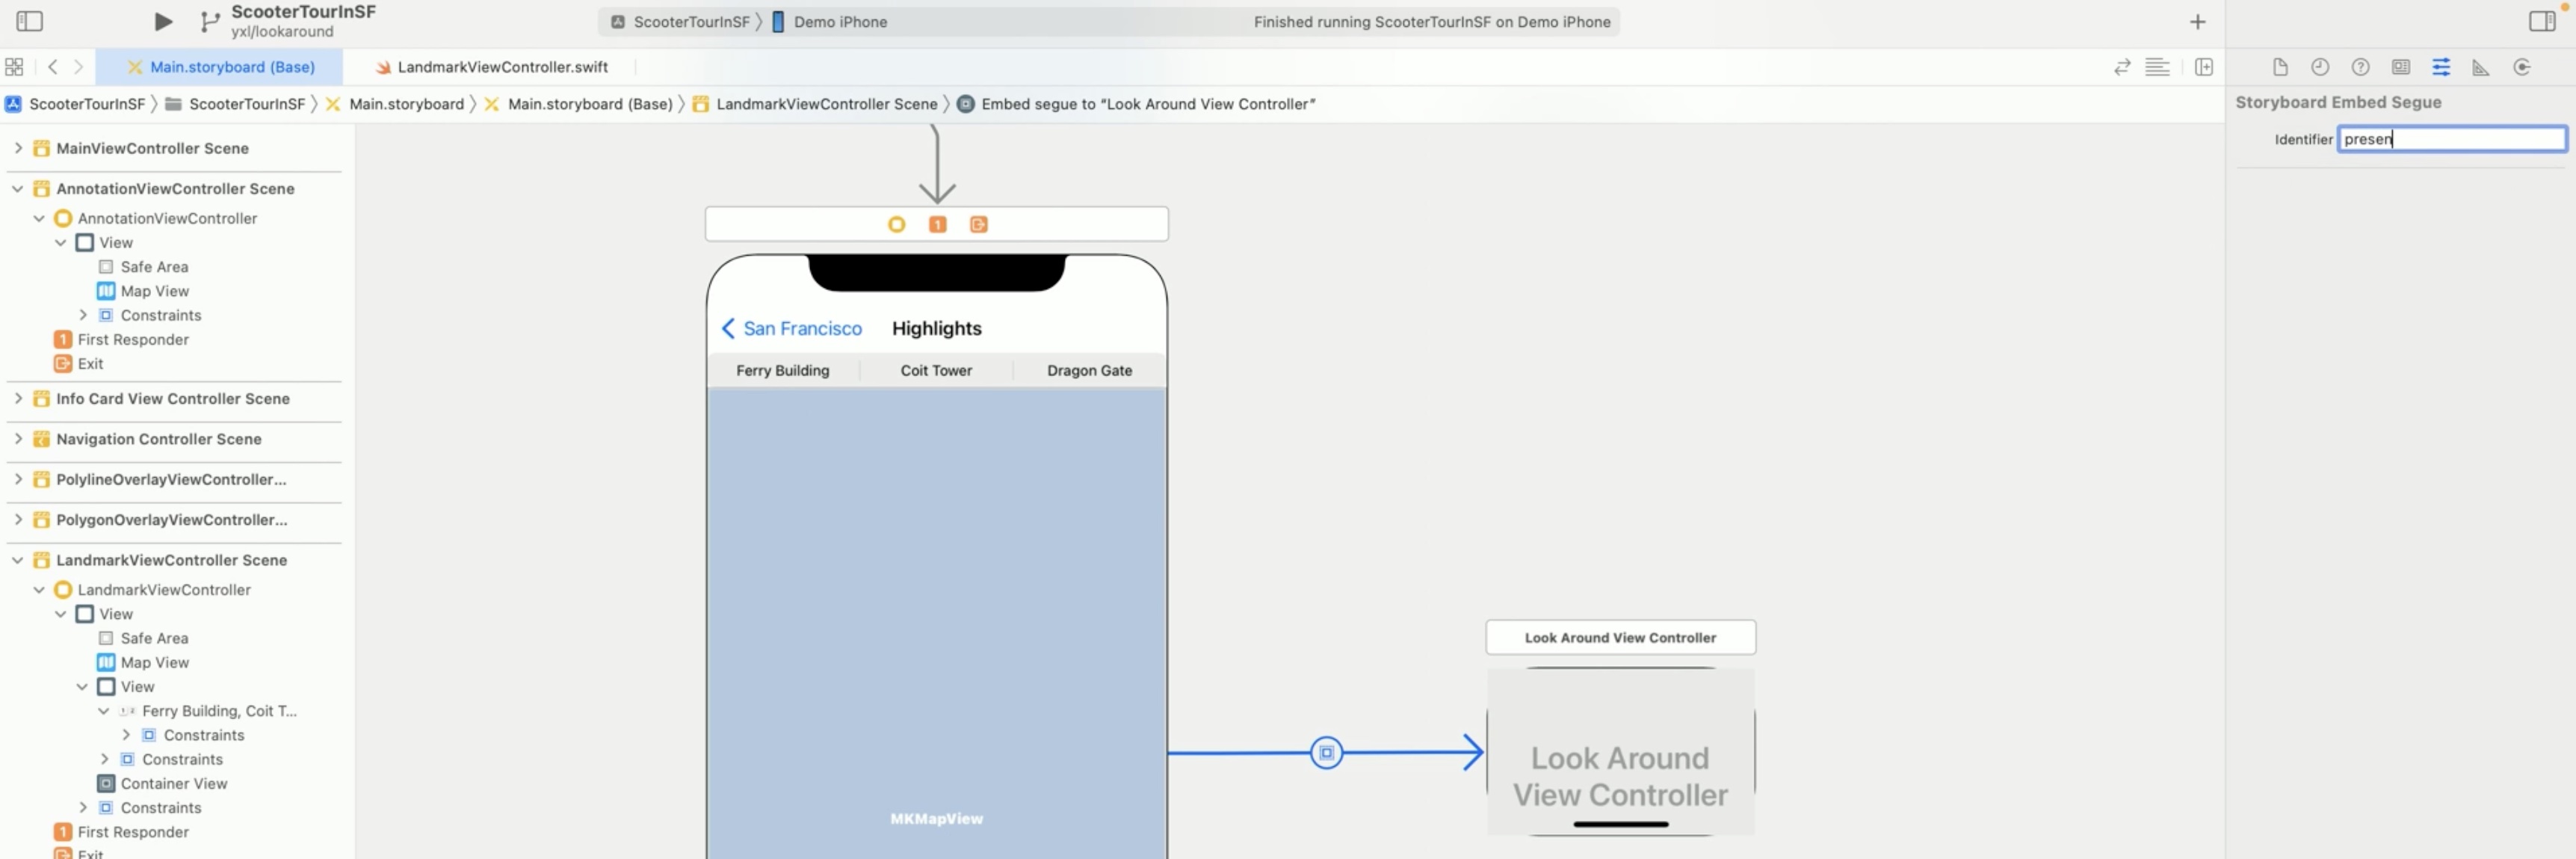 ScooterTourInSF
yxl/lookaround
ScooterTourInSF 〉 Demo iPhone
Finished running ScooterTourInSF on Demo iPhone
Main.storyboard (Base)
LandmarkViewController.swift
ScooterTourInSF 〉 ScooterTourInSF 〉 Main.storyboard 〉 Main.storyboard (Base) 〉 LandmarkViewController Scene 〉 Embed segue to “Look Around View Controller”
MainViewController Scene
AnnotationViewController Scene
AnnotationViewController
View
Safe Area
Map View
Constraints
1 First Responder
Exit
Info Card View Controller Scene
Navigation Controller Scene
PolylineOverlayViewController...
PolygonOverlayViewController...
LandmarkViewController Scene
LandmarkViewController
View
Safe Area
Map View
View
Ferry Building, Coit T...
Constraints
Constraints
Container View
Constraints
1 First Responder
Exit
1
San Francisco
Highlights
Ferry Building
Coit Tower
Dragon Gate
MKMapView
Look Around View Controller
Look Around
View Controller
Storyboard Embed Segue
Identifier presen